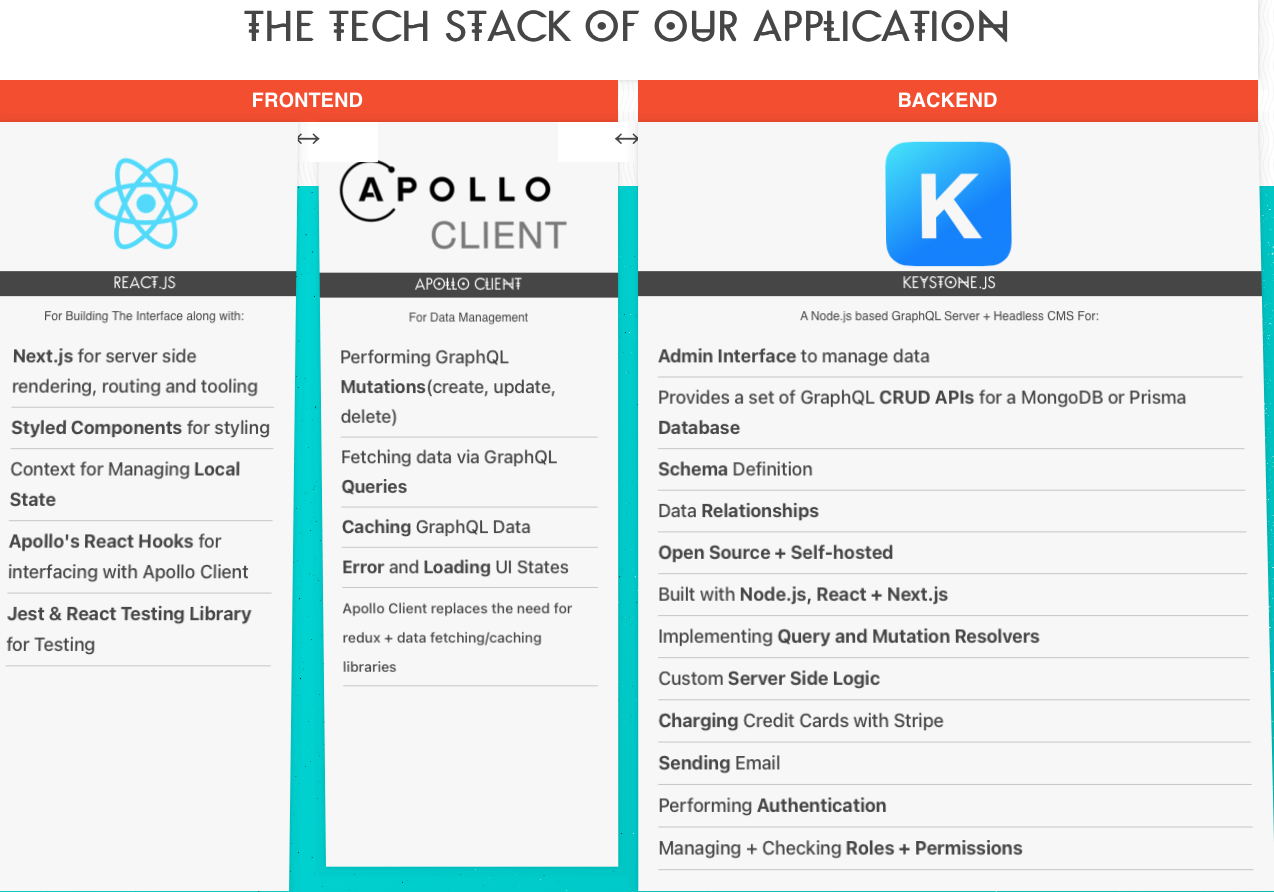 THE TECH STACK OF OUR APPLICATION
FRONTEND
APOLLO
CLIENT
REACT.JS
For Building The Interface along with:
Next.js for server side
rendering, routing and tooling
Styled Components for styling
Context for Managing Local
State
Apollo's React Hooks for
interfacing with Apollo Client
Jest & React Testing Library
for Testing
APOLLO CLIENT
For Data Management
Performing GraphQL
Mutations(create, update,
delete)
Fetching data via GraphQL
Queries
Caching GraphQL Data
Error and Loading UI States
Apollo Client replaces the need for
redux + data fetching/caching
libraries
BACKEND
K
KEYSTONE.JS
A Node.js based GraphQL Server + Headless CMS For:
Admin Interface to manage data
Provides a set of GraphQL CRUD APIs for a MongoDB or Prisma
Database
Schema Definition
Data Relationships
Open Source + Self-hosted
Built with Node.js, React + Next.js
Implementing Query and Mutation Resolvers
Custom Server Side Logic
Charging Credit Cards with Stripe
Sending Email
Performing Authentication
Managing + Checking Roles + Permissions